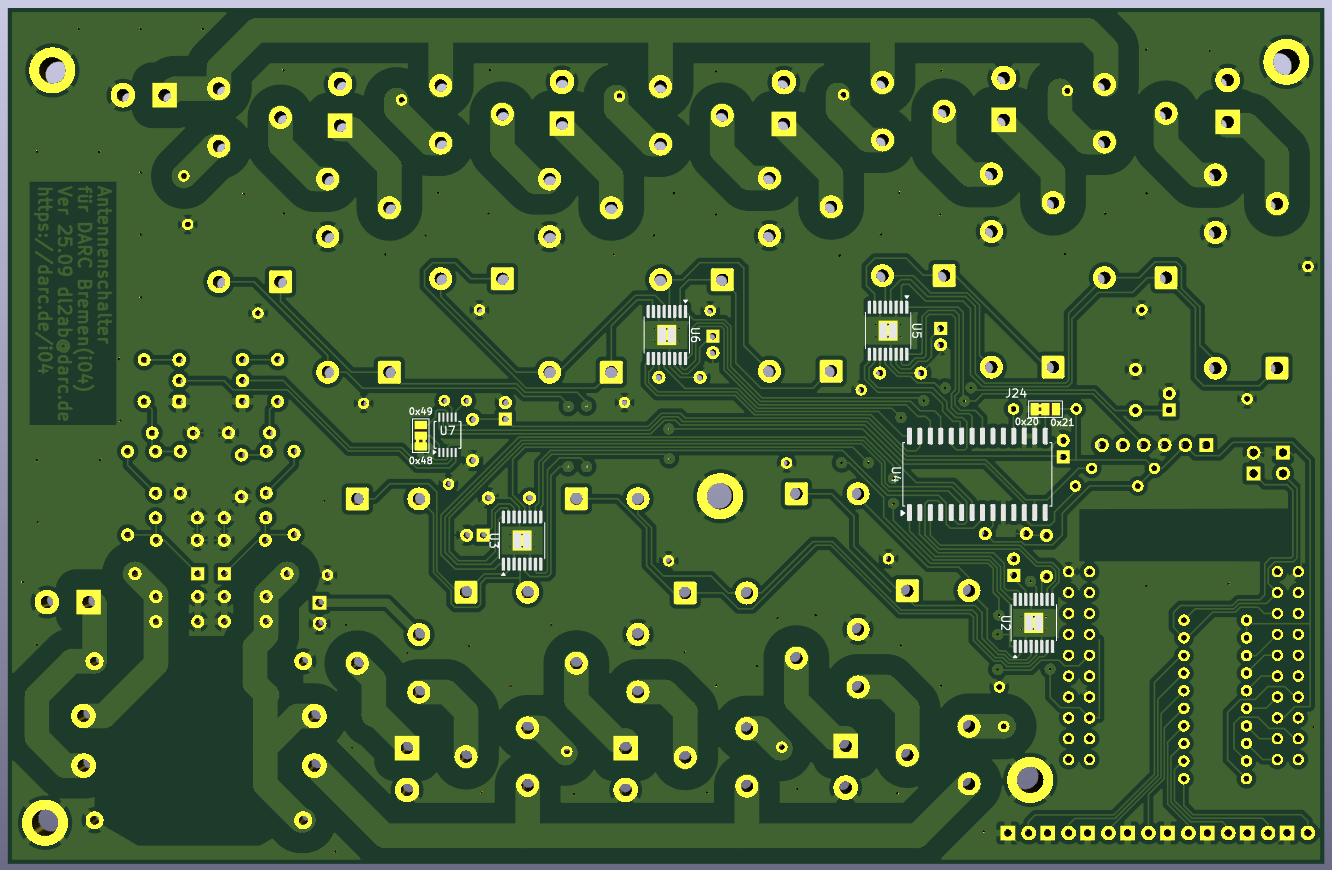 Antennenschalter
für DARC Bremen(i04)
Ver 25.09 dl2ab@darc.de
https://darc.de/i04
U6
U5
J24
0x20
0x21
0x49
U7
0x48
U4
U3
U2